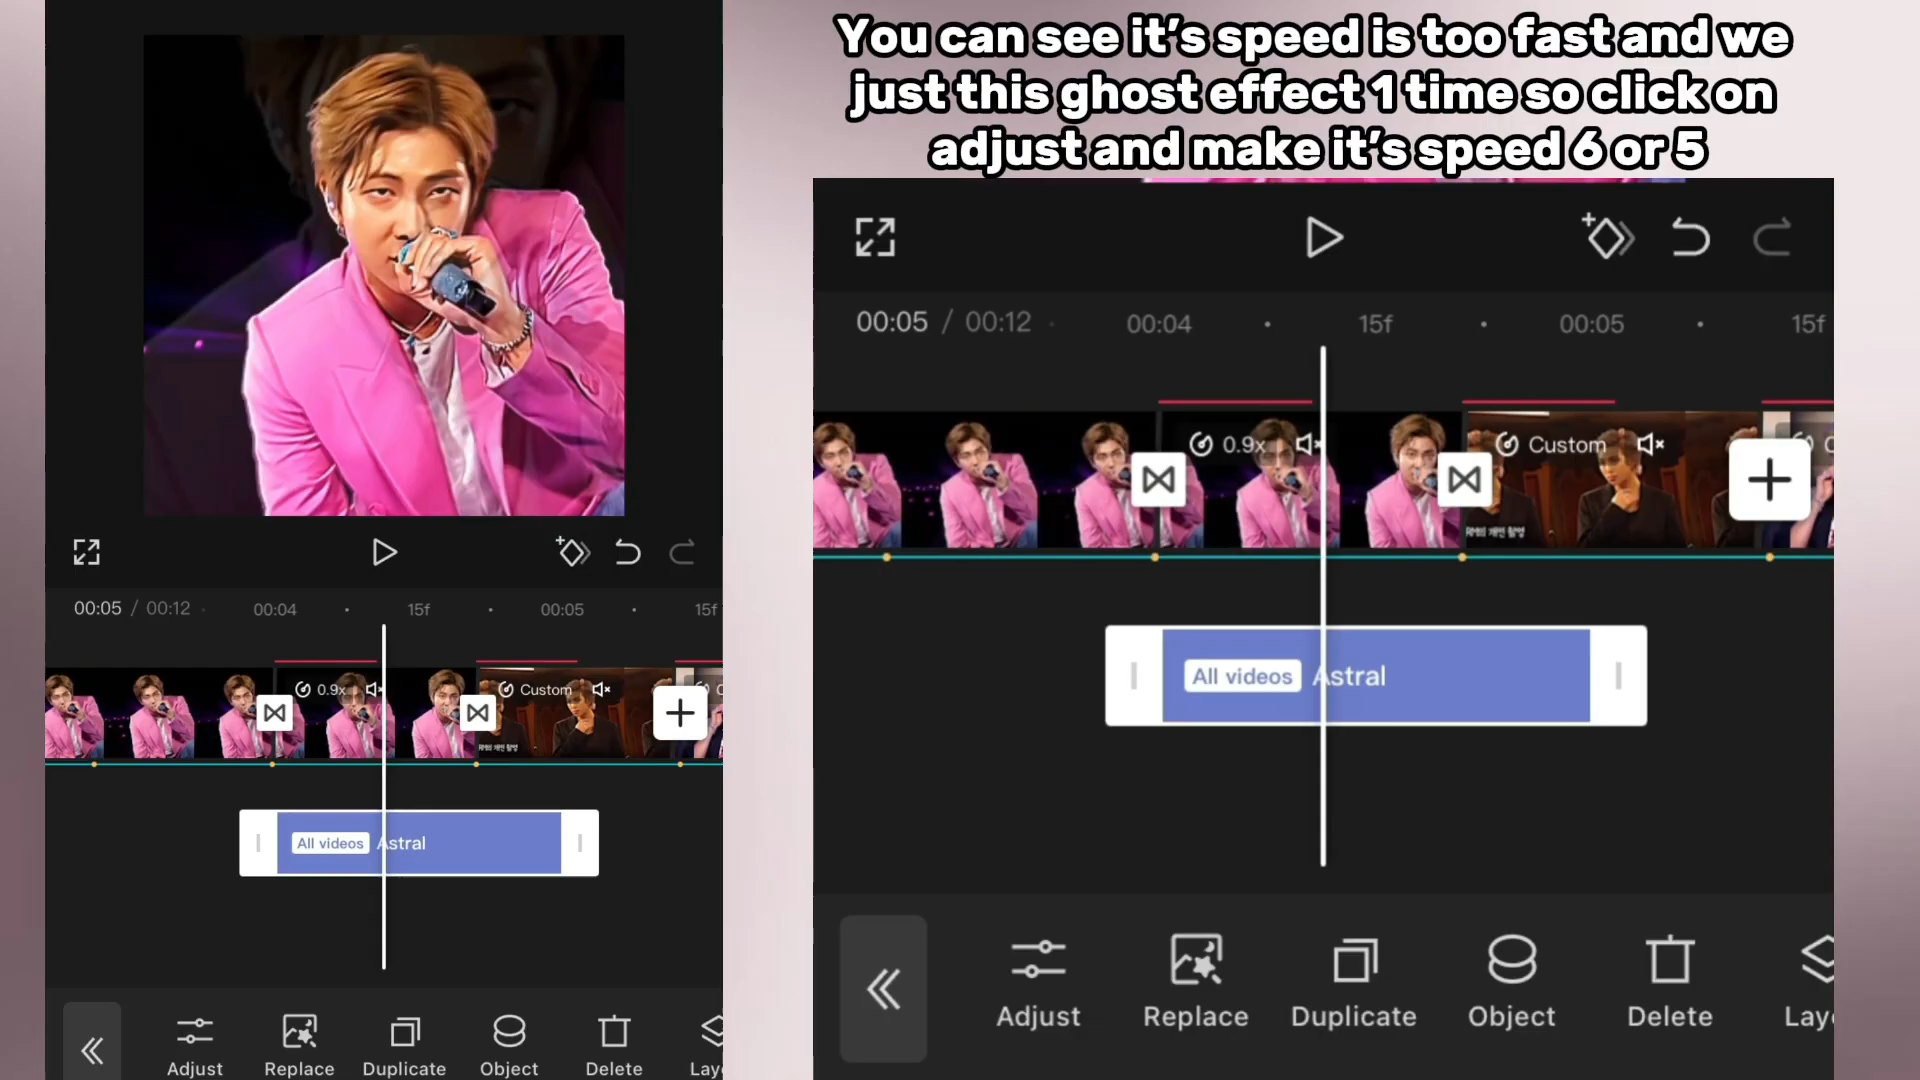 You can see it's speed is too fast and we
just this ghost effect 1 time so click on
adjust and make it's speed 6 or 5
00:05 / 00:12
00:04
15f
00:05
15f
0.9x
Custom
All videos
Astral
Adjust
Replace
Duplicate
Object
Delete
Lay
00:05 / 00:12
00:04
15f
00:05
15f
0.9x
Custom
All videos
Astral
Adjust
Replace
Duplicate
Object
Delete
Lay